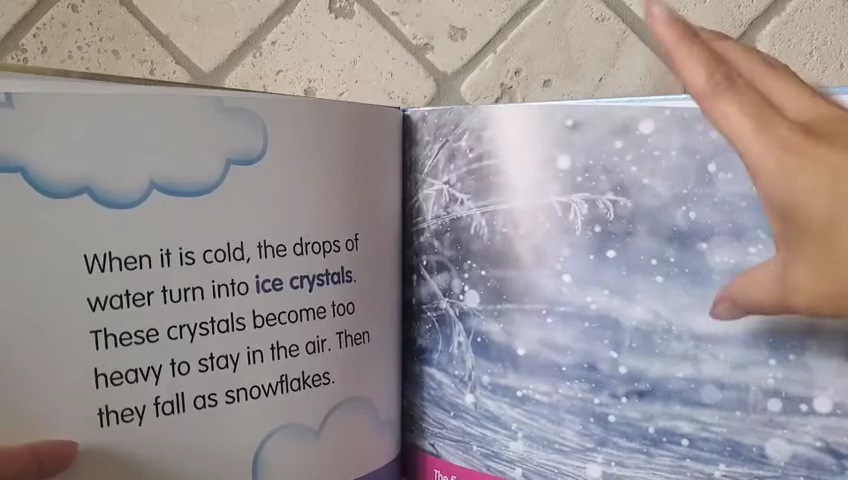 When it is cold, the drops of
water turn into ice crystals.
These crystals become too
heavy to stay in the air. Then
they fall as snowflakes.
The